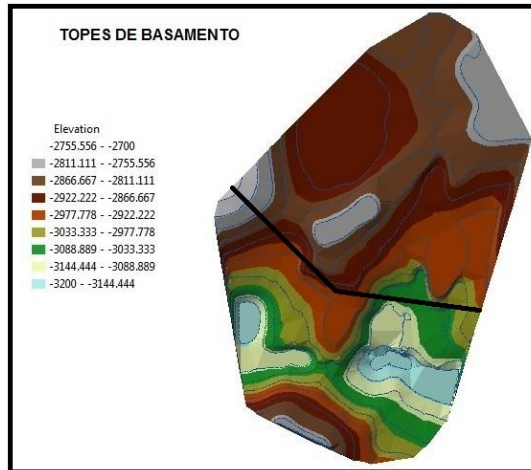 TOPES DE BASAMENTO
Elevation
-2755.556 - -2700
-2811.111 - -2755.556
-2866.667 - -2811.111
-2922.222 - -2866.667
-2977.778 - -2922.222
-3033.333 - -2977.778
-3088.889 - -3033.333
-3144.444 - -3088.889
-3200 - -3144.444